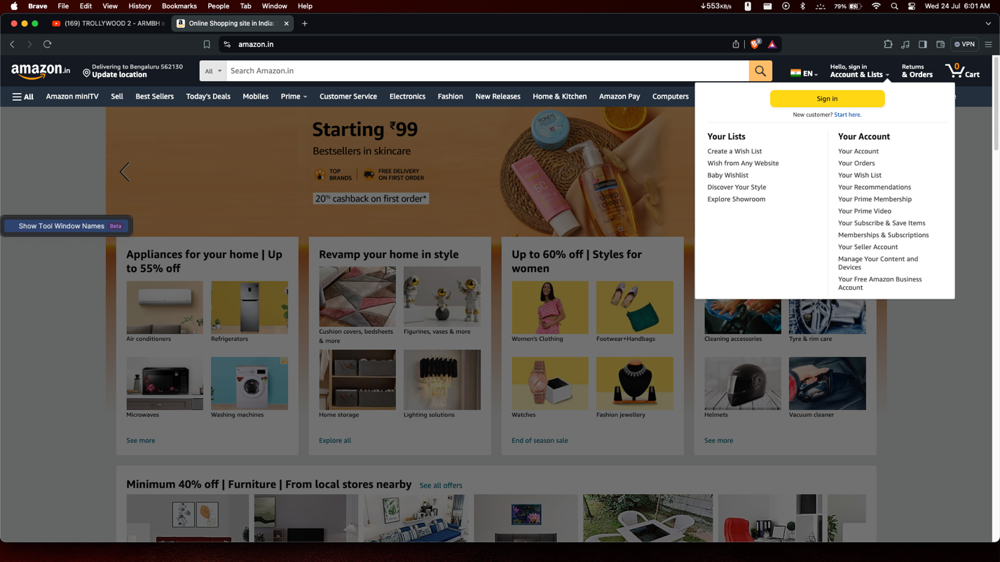 Brave File Edit View History Bookmarks People Tab Window Help
↓553KB/s 79% Wed 24 Jul 6:01 AM
(169) TROLLYWOOD 2 - ARMBH
Online Shopping site in India:
amazon.in
VPN
amazon.in
Delivering to Bengaluru 562130
Update location
All
Search Amazon.in
EN
Hello, sign in
Account & Lists
Returns
& Orders
0
Cart
All Amazon miniTV Sell Best Sellers Today's Deals Mobiles Prime Customer Service Electronics Fashion New Releases Home & Kitchen Amazon Pay Computers
Sign in
New customer? Start here.
Your Lists
Create a Wish List
Wish from Any Website
Baby Wishlist
Discover Your Style
Explore Showroom
Your Account
Your Account
Your Orders
Your Wish List
Your Recommendations
Your Prime Membership
Your Prime Video
Your Subscribe & Save Items
Memberships & Subscriptions
Your Seller Account
Manage Your Content and
Devices
Your Free Amazon Business
Account
Starting ₹99
Bestsellers in skincare
TOP
BRANDS
FREE DELIVERY
ON FIRST ORDER
20% cashback on first order*
POND'S
Neutrogena
deep clean
Show Tool Window Names Beta
Appliances for your home | Up
to 55% off
Air conditioners
Refrigerators
Microwaves
Washing machines
See more
Revamp your home in style
Cushion covers, bedsheets
& more
Figurines, vases & more
Home storage
Lighting solutions
Explore all
Up to 60% off | Styles for
women
Women's Clothing
Footwear+Handbags
Watches
Fashion jewellery
End of season sale
Cleaning accessories
Tyre & rim care
Helmets
Vacuum cleaner
See more
Minimum 40% off | Furniture | From local stores nearby
See all offers